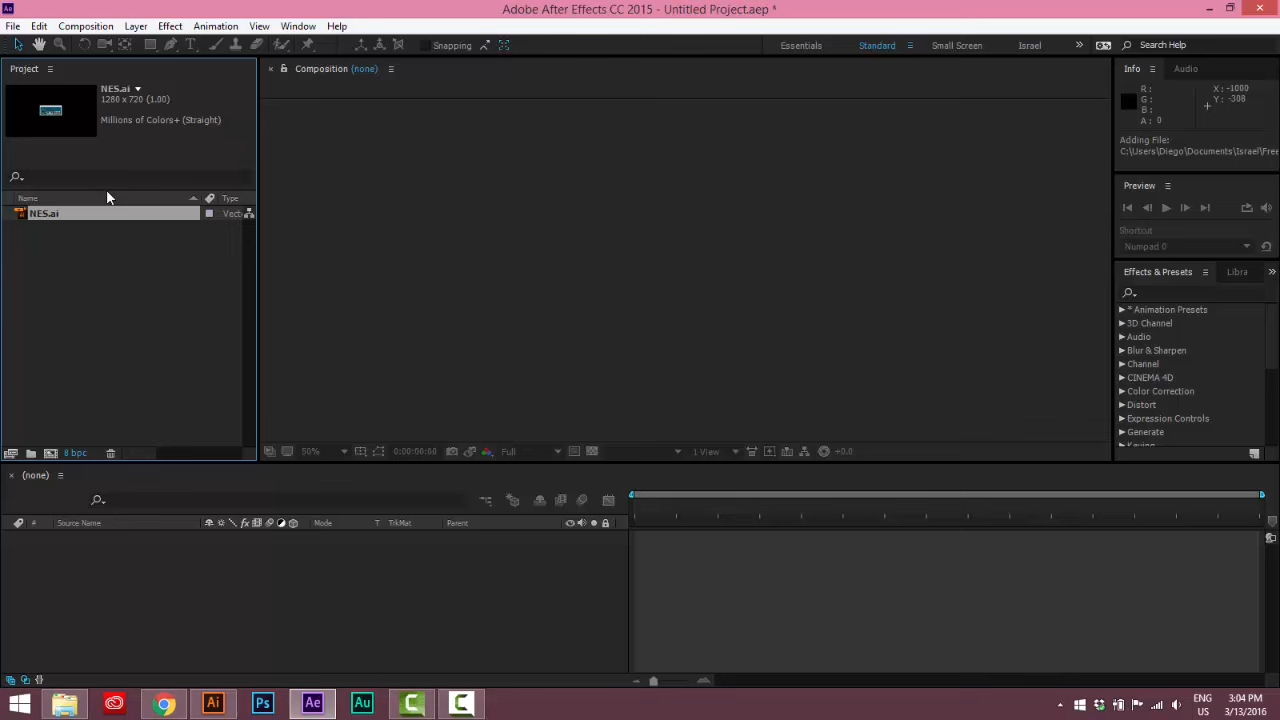 Adobe After Effects CC 2015 - Untitled Project.aep *
File Edit Composition Layer Effect Animation View Window Help
Snapping Essentials Standard Small Screen Israel Search Help
Project
Composition (none)
Info Audio
NES.ai
1280 x 720 (1.00)
Millions of Colors+ (Straight)
R: X: -1000
G: Y: -308
B:
A: 0
Adding File:
C:\Users\Diego\Documents\Israel\Free
Preview
Shortcut
Numpad 0
Name Type
NES.ai Vect
Effects & Presets Libra
* Animation Presets
3D Channel
Audio
Blur & Sharpen
Channel
CINEMA 4D
Color Correction
Distort
Expression Controls
Generate
8 bpc
50% 0:00:00:00 Full 1 View +0.0
(none)
# Source Name Mode T TrkMat Parent
Ai Ps Ae Au
ENG 3:04 PM
US 3/13/2016